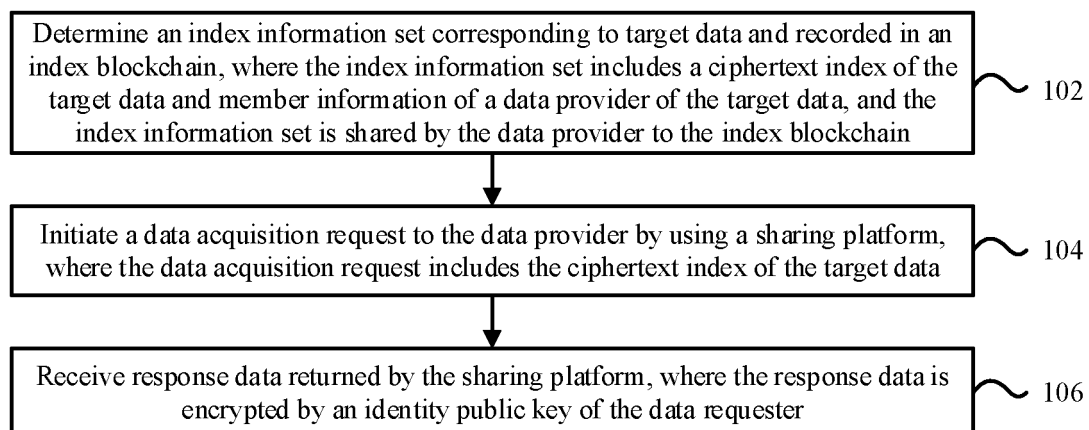 Determine an index information set corresponding to target data and recorded in an
index blockchain, where the index information set includes a ciphertext index of the
target data and member information of a data provider of the target data, and the
index information set is shared by the data provider to the index blockchain
102
Initiate a data acquisition request to the data provider by using a sharing platform,
where the data acquisition request includes the ciphertext index of the target data
104
Receive response data returned by the sharing platform, where the response data is
encrypted by an identity public key of the data requester
106